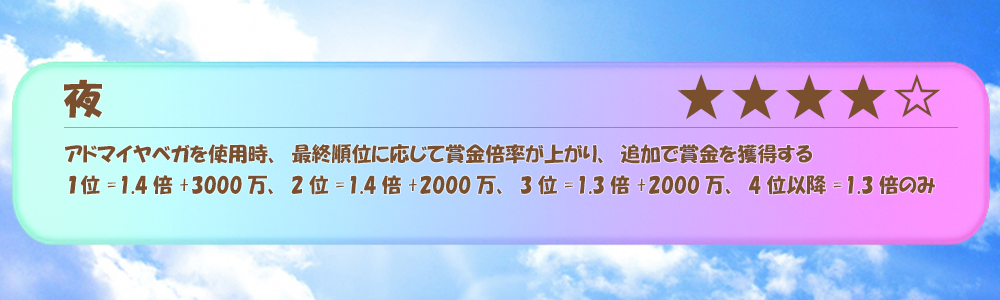 夜 ★★★★☆
アドマイヤベガを使用時、最終順位に応じて賞金倍率が上がり、追加で賞金を獲得する
1位=1.4倍+3000万、2位=1.4倍+2000万、3位=1.3倍+2000万、4位以降=1.3倍のみ